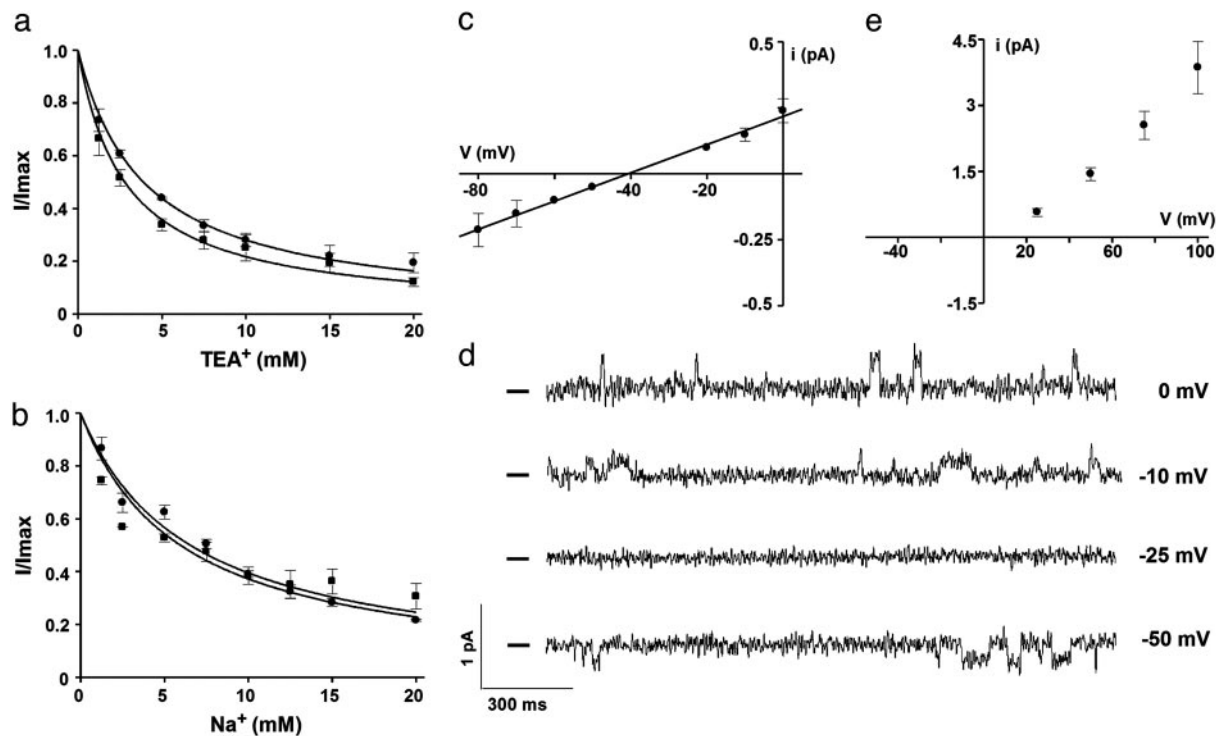 a
1.0
0.8
0.6
0.4
0.2
0
I/Imax
0 5 10 15 20
TEA⁺ (mM)
b
1.0
0.8
0.6
0.4
0.2
0
I/Imax
0 5 10 15 20
Na⁺ (mM)
c
0.5
i (pA)
V (mV)
-80 -60 -40 -20
-0.25
-0.5
e
4.5
i (pA)
3
1.5
V (mV)
-40 20 60 100
-1.5
d
0 mV
-10 mV
-25 mV
-50 mV
1 pA
300 ms